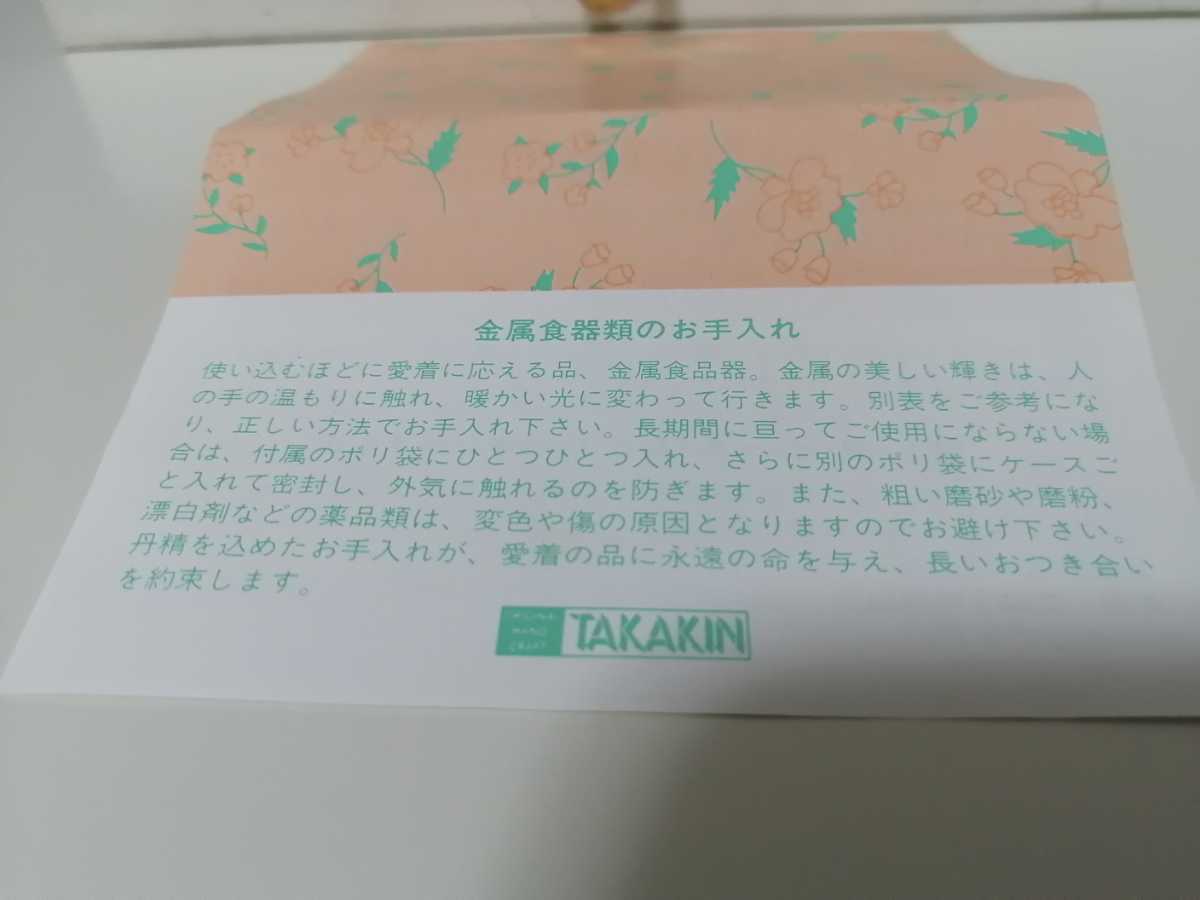 金属食器類のお手入れ
使い込むほどに愛着に応える品、金属食品器。金属の美しい輝きは、人
の手の温もりに触れ、暖かい光に変わって行きます。別表をご参考にな
り、正しい方法でお手入れ下さい。長期間に亘ってご使用にならない場
合は、付属のポリ袋にひとつひとつ入れ、さらに別のポリ袋にケースご
と入れて密封し、外気に触れるのを防ぎます。また、粗い磨砂や磨粉、
漂白剤などの薬品類は、変色や傷の原因となりますのでお避け下さい。
丹精を込めたお手入れが、愛着の品に永遠の命を与え、長いおつき合い
を約束します。
HAND
CRAFT
TAKAKIN